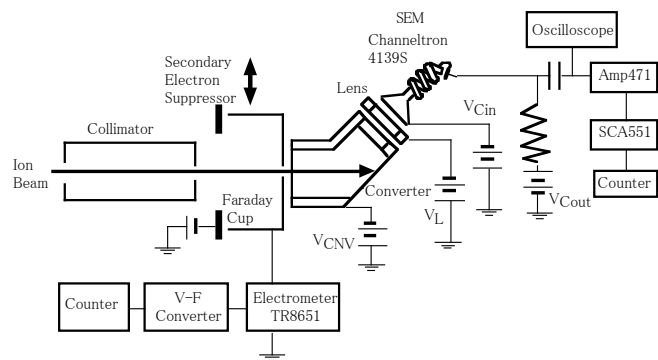 SEM
Channeltron
4139S
Oscilloscope
Secondary
Electron
Suppressor
Lens
Amp471
VCin
Collimator
SCA551
Ion
Beam
Converter
Counter
Faraday
Cup
VL
VCout
VCNV
Counter
V-F
Converter
Electrometer
TR8651